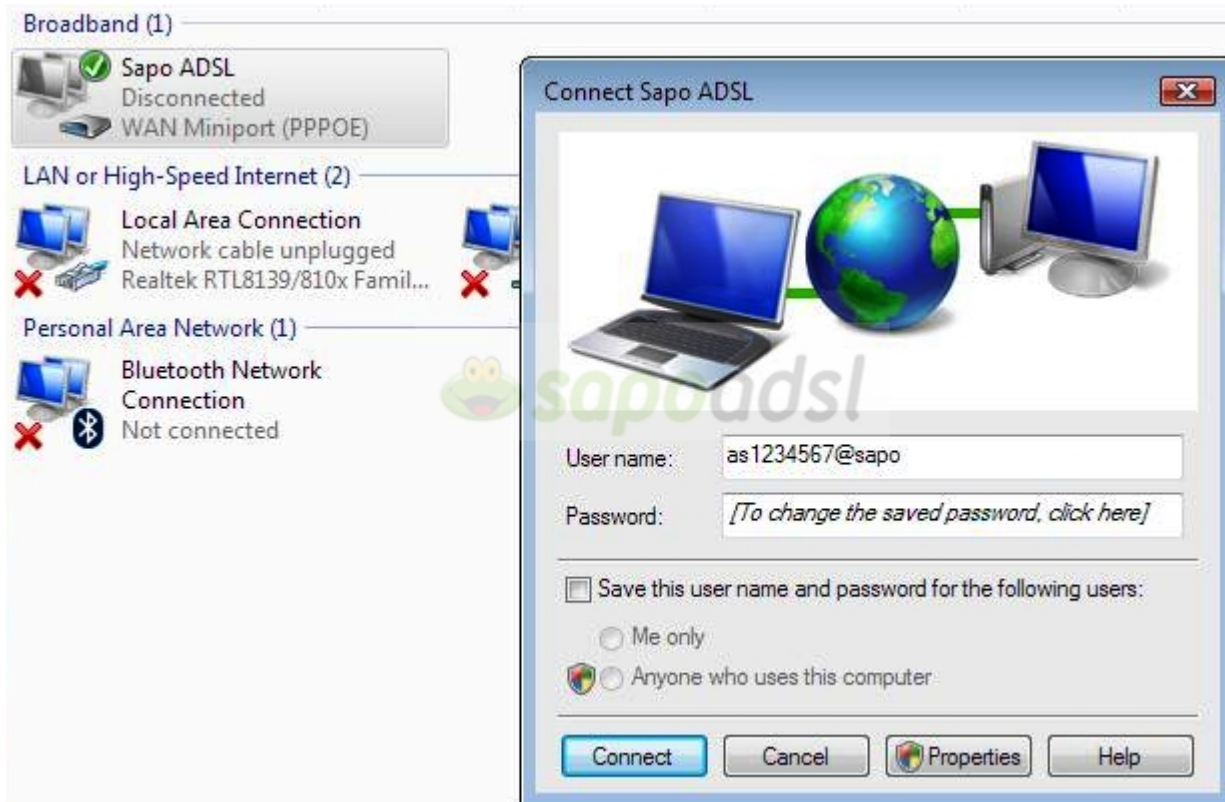 Broadband (1)
Sapo ADSL
Disconnected
WAN Miniport (PPPOE)
LAN or High-Speed Internet (2)
Local Area Connection
Network cable unplugged
Realtek RTL8139/810x Famil...
Personal Area Network (1)
Bluetooth Network
Connection
Not connected
Connect Sapo ADSL
sapoadsl
User name: as1234567@sapo
Password: [To change the saved password, click here]
Save this user name and password for the following users:
Me only
Anyone who uses this computer
Connect Cancel Properties Help